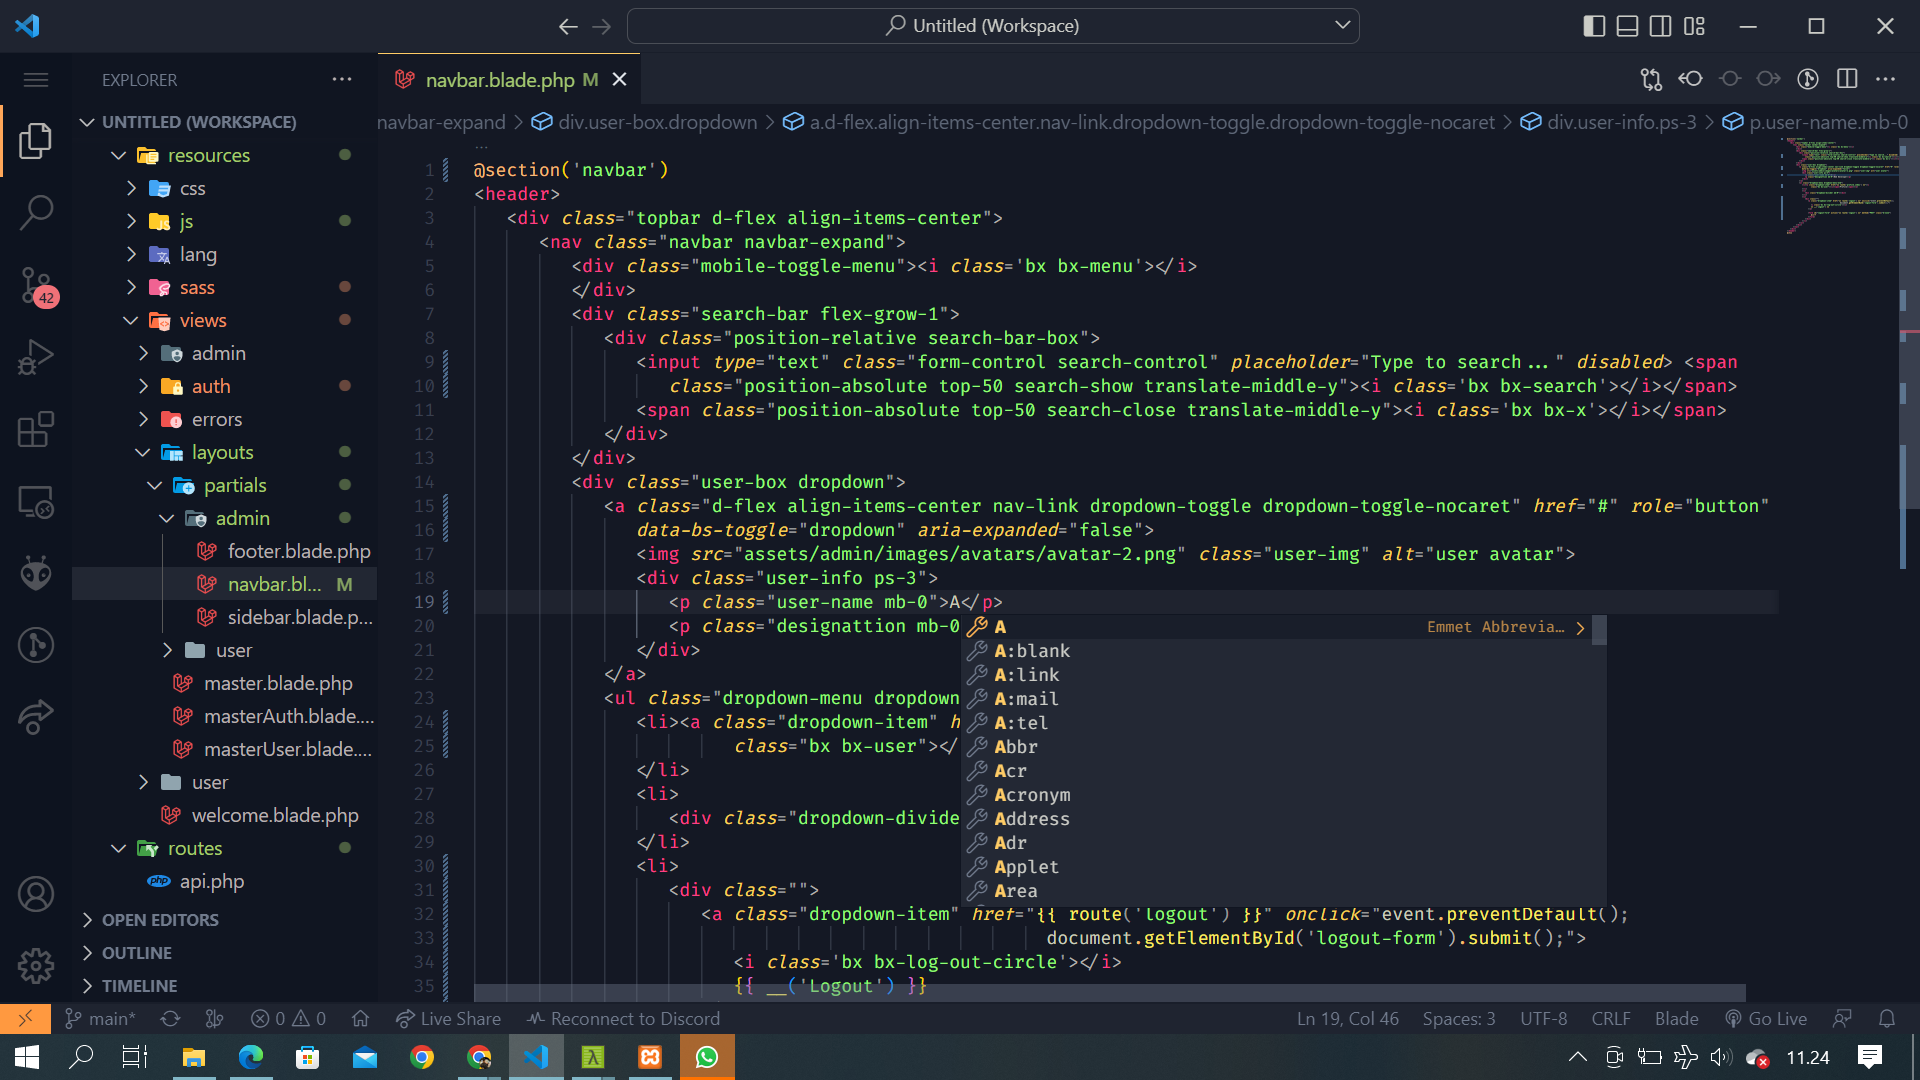 Untitled (Workspace)
EXPLORER
navbar.blade.php M
UNTITLED (WORKSPACE)
resources
css
js
lang
sass
views
admin
auth
errors
layouts
partials
admin
footer.blade.php
navbar.bl... M
sidebar.blade.p...
user
master.blade.php
masterAuth.blade....
masterUser.blade....
user
welcome.blade.php
routes
api.php
OPEN EDITORS
OUTLINE
TIMELINE
42
navbar-expand > div.user-box.dropdown > a.d-flex.align-items-center.nav-link.dropdown-toggle.dropdown-toggle-nocaret > div.user-info.ps-3 > p.user-name.mb-0
...
1 @section('navbar')
2 <header>
3 <div class="topbar d-flex align-items-center">
4 <nav class="navbar navbar-expand">
5 <div class="mobile-toggle-menu"><i class='bx bx-menu'></i>
6 </div>
7 <div class="search-bar flex-grow-1">
8 <div class="position-relative search-bar-box">
9 <input type="text" class="form-control search-control" placeholder="Type to search..." disabled> <span
10 class="position-absolute top-50 search-show translate-middle-y"><i class='bx bx-search'></i></span>
11 <span class="position-absolute top-50 search-close translate-middle-y"><i class='bx bx-x'></i></span>
12 </div>
13 </div>
14 <div class="user-box dropdown">
15 <a class="d-flex align-items-center nav-link dropdown-toggle dropdown-toggle-nocaret" href="#" role="button"
16 data-bs-toggle="dropdown" aria-expanded="false">
17 <img src="assets/admin/images/avatars/avatar-2.png" class="user-img" alt="user avatar">
18 <div class="user-info ps-3">
19 <p class="user-name mb-0">A</p>
20 <p class="designattion mb-0
21 </div>
22 </a>
23 <ul class="dropdown-menu dropdown
24 <li><a class="dropdown-item" h
25 class="bx bx-user"></
26 </li>
27 <li>
28 <div class="dropdown-divide
29 </li>
30 <li>
31 <div class="">
32 <a class="dropdown-item" href="{{ route('logout') }}" onclick="event.preventDefault();
33 document.getElementById('logout-form').submit();">
34 <i class='bx bx-log-out-circle'></i>
35 {{ __('Logout') }}
A Emmet Abbrevia... >
A:blank
A:link
A:mail
A:tel
Abbr
Acr
Acronym
Address
Adr
Applet
Area
main* 0 0 Live Share Reconnect to Discord Ln 19, Col 46 Spaces: 3 UTF-8 CRLF Blade Go Live
11.24